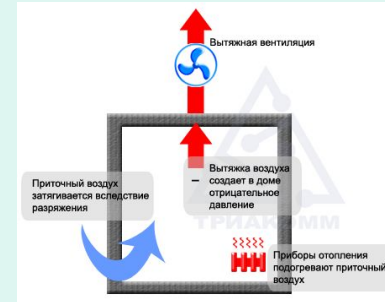 Вытяжная вентиляция
Вытяжка воздуха
– создает в доме
отрицательное
давление
Приточный воздух
затягивается вследствие
разряжения
ТРИАКОММ
Приборы отопления
подогревают приточный
воздух